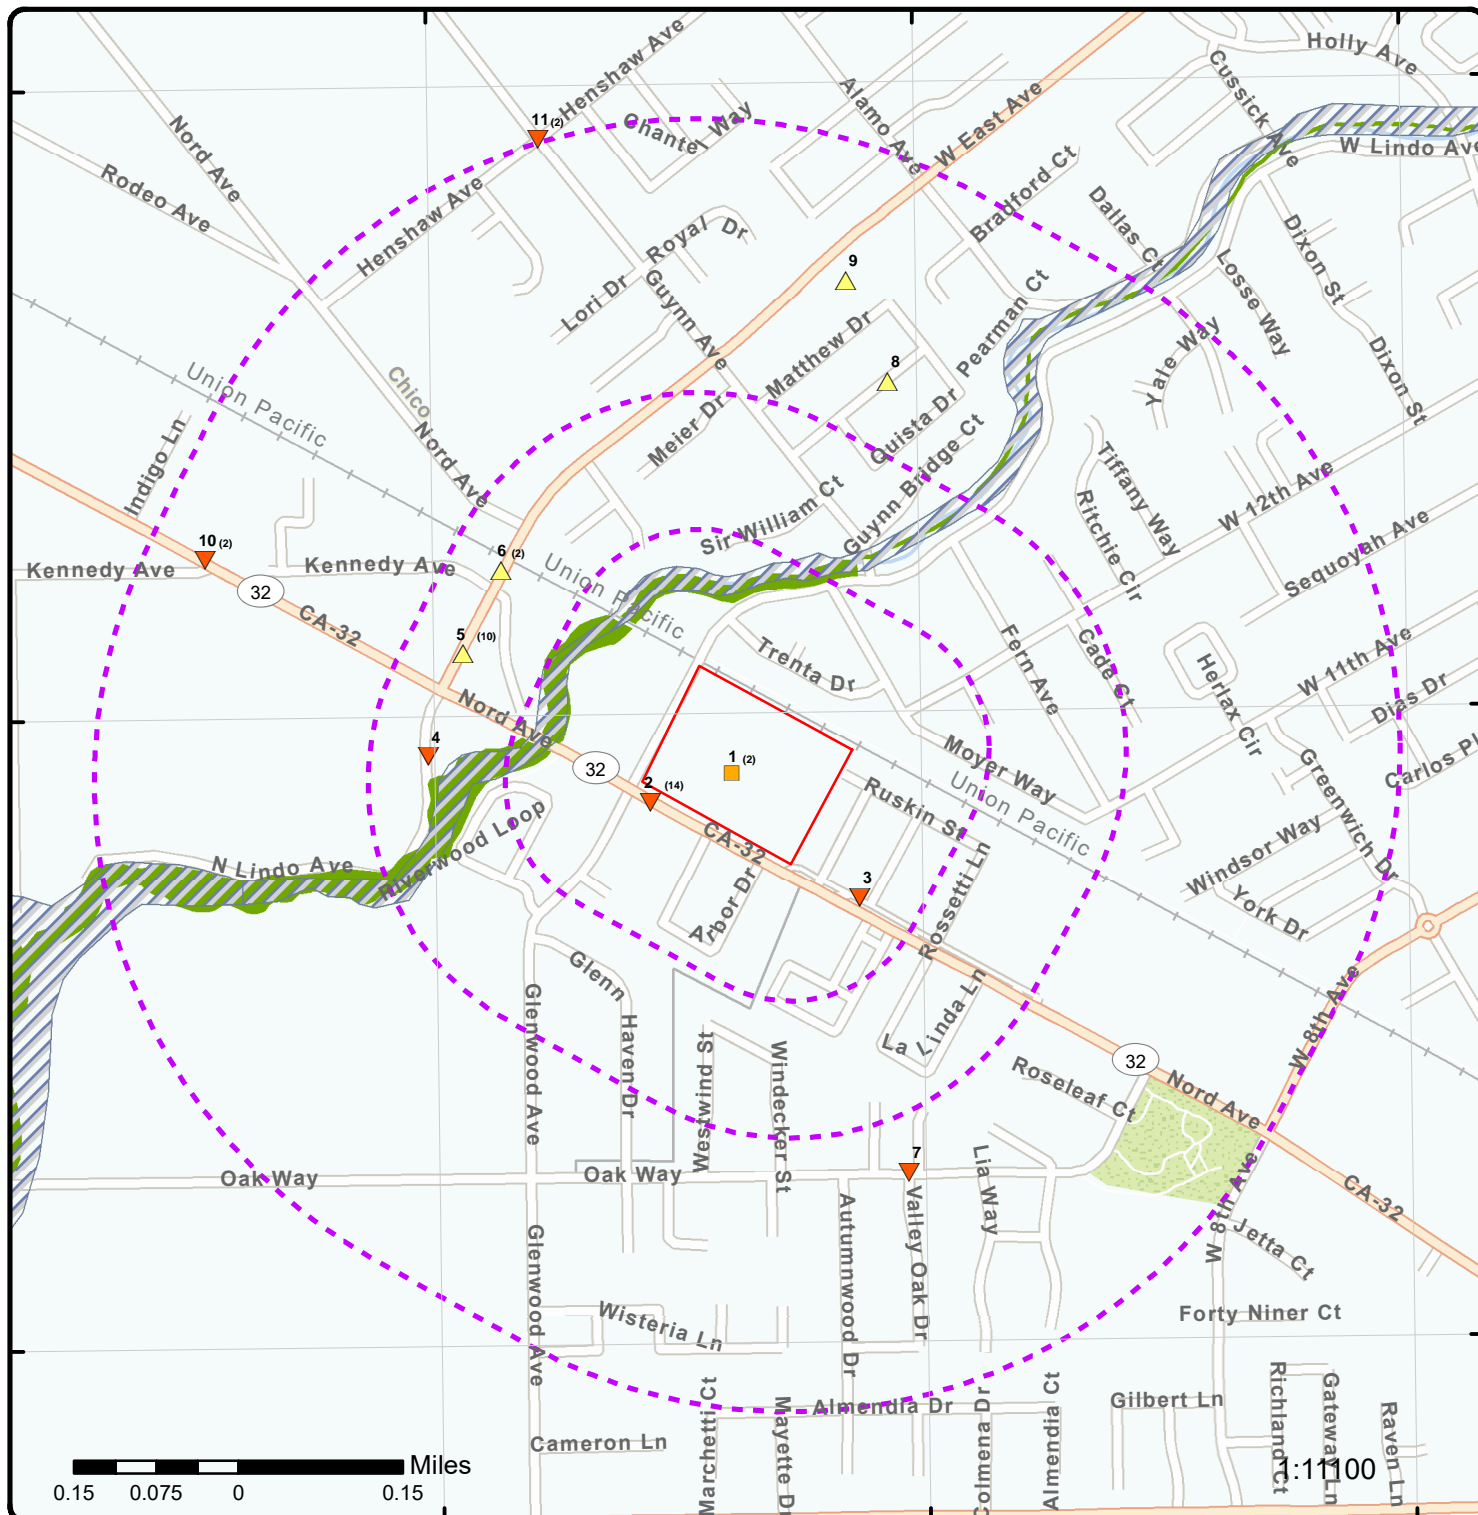 Holly Ave
Henshaw Ave
11 (2)
Cussick Ave
Alamo Ave
W East Ave
Chante Way
Nord Ave
W Lindo Ave
Rodeo Ave
Bradford Ct
Henshaw Ave
Dallas Ct
Royal Dr
Dixon St
9
Losse Way
Lori Dr
Guynn Ave
Pearman Ct
Matthew Dr
Yale Way
Dixon St
Union Pacific
8
Chico
Meier Dr
Quista Dr
Nord Ave
Indigo Ln
Guynn Bridge Ct
Tiffany Way
W 12th Ave
Sir William Ct
Ritchie Cir
Sequoyah Ave
10 (2)
6 (2)
Kennedy Ave
Kennedy Ave
Union Pacific
32
CA-32
5 (10)
Trenta Dr
Fern Ave
Cade Ct
Herlax Cir
W 11th Ave
Dias Dr
Nord Ave
4
32
1 (2)
2 (14)
Moyer Way
Union Pacific
Greenwich Dr
Carlos Pl
Ruskin St
CA-32
Riverwood Loop
N Lindo Ave
3
Windsor Way
York Dr
Arbor Dr
Rossetti Ln
Glenn
Haven Dr
Glenwood Ave
La Linda Ln
W 8th Ave
Westwind St
Windecker St
32
Roseleaf Ct
Nord Ave
Oak Way
Oak Way
7
Lia Way
W 8th Ave
CA-32
Valley Oak Dr
Autumnwood Dr
Jetta Ct
Glenwood Ave
Wisteria Ln
Forty Niner Ct
Marchetti Ct
Mayette D
Almendia Dr
Colmena Dr
Almendia Ct
Gilbert Ln
Richland Ct
Gateway Ln
Raven Ln
Cameron Ln
Miles
0.15 0.075 0 0.15
1:11100